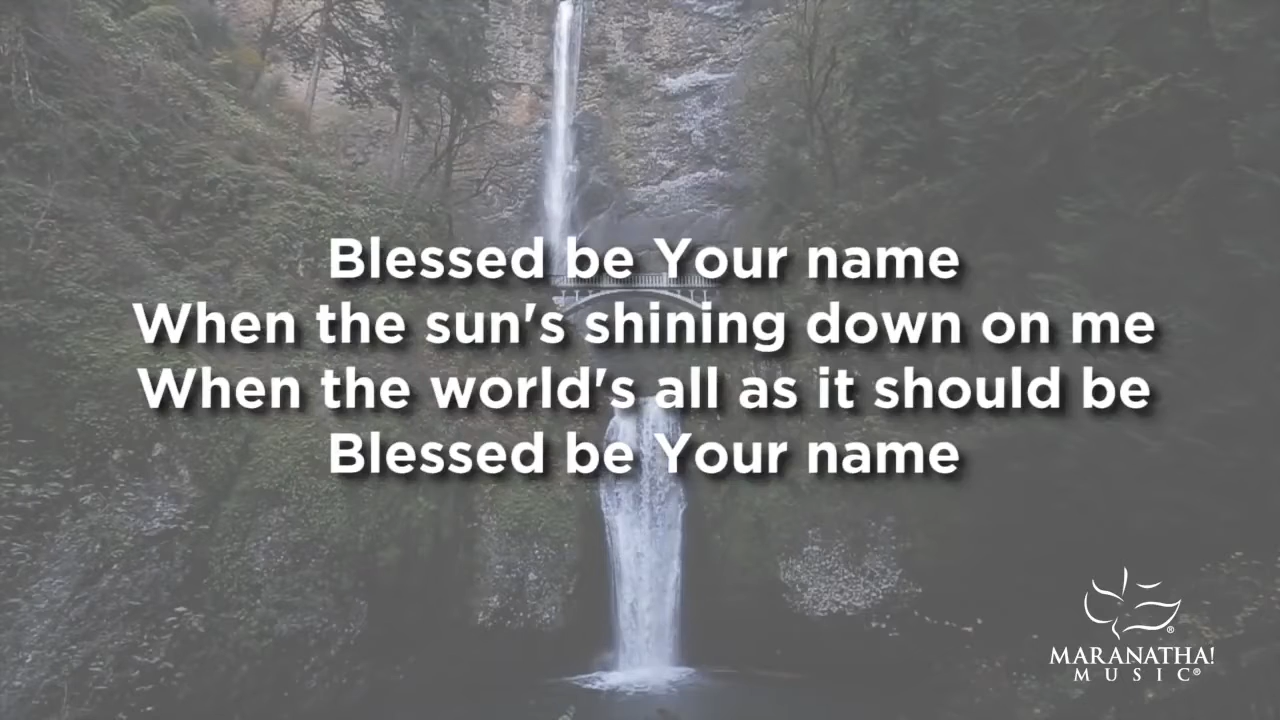 Blessed be Your name
When the sun's shining down on me
When the world's all as it should be
Blessed be Your name
MARANATHA!
MUSIC®